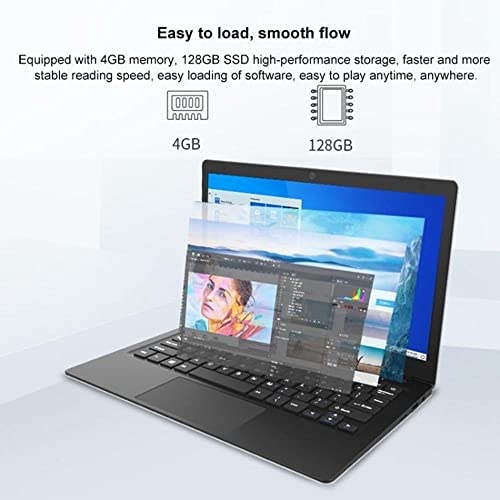 Easy to load, smooth flow
Equipped with 4GB memory, 128GB SSD high-performance storage, faster and more
stable reading speed, easy loading of software, easy to play anytime, anywhere.
4GB
128GB